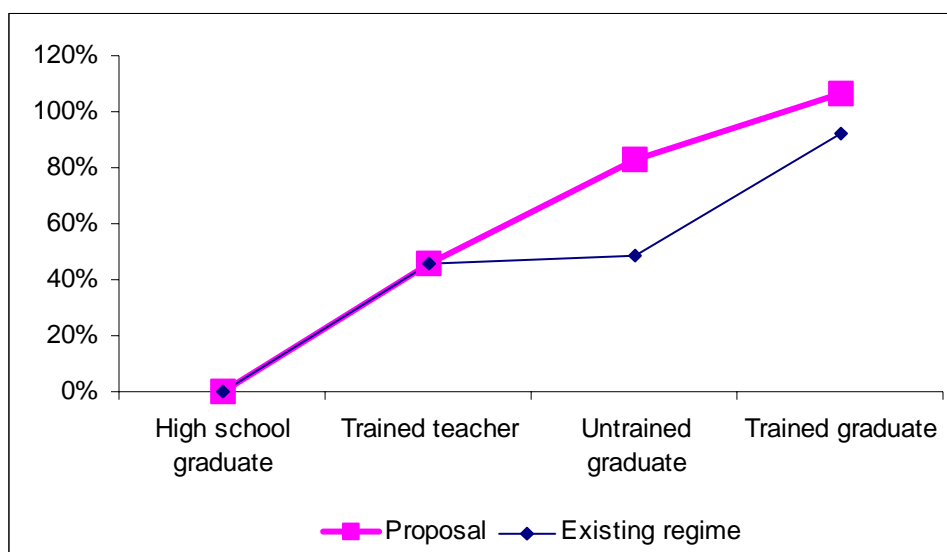 120%
100%
80%
60%
40%
20%
0%
High school
graduate
Trained teacher
Untrained
graduate
Trained graduate
Proposal
Existing regime